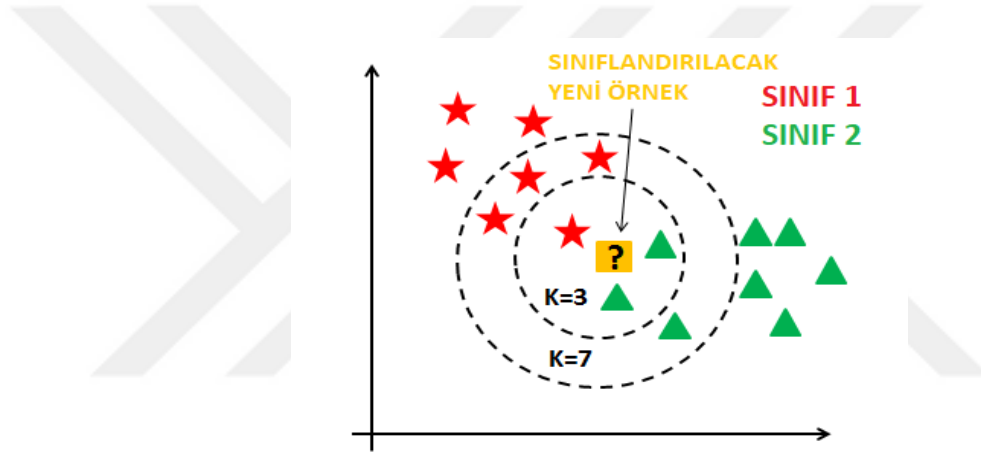 SINIFLANDIRILACAK
YENİ ÖRNEK
SINIF 1
SINIF 2
?
K=3
K=7